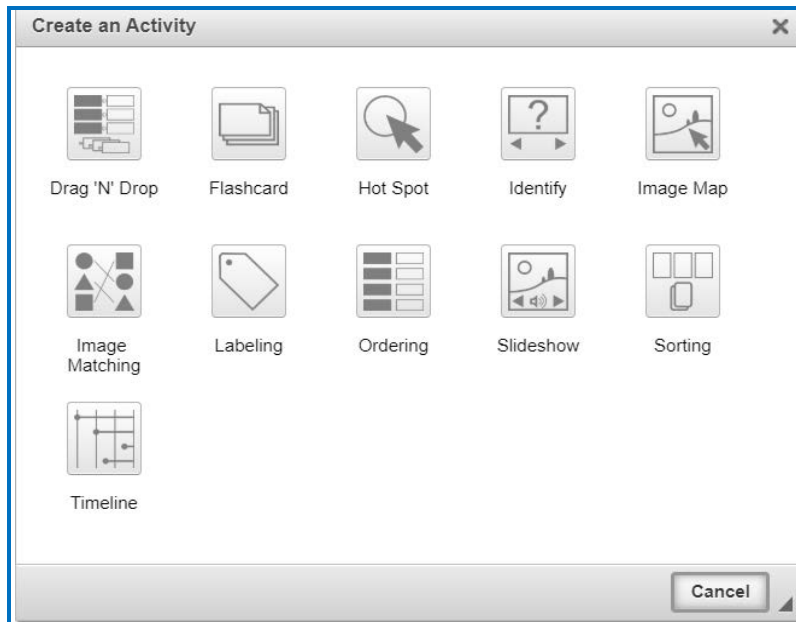 Create an Activity
Drag 'N' Drop
Flashcard
Hot Spot
Identify
Image Map
Image
Matching
Labeling
Ordering
Slideshow
Sorting
Timeline
Cancel